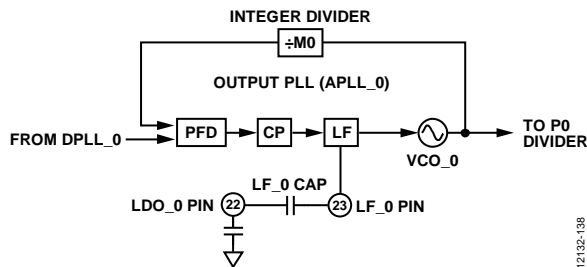 INTEGER DIVIDER
÷M0
OUTPUT PLL (APLL_0)
FROM DPLL_0
PFD
CP
LF
VCO_0
TO P0
DIVIDER
LF_0 CAP
LDO_0 PIN
22
23
LF_0 PIN
12132-138